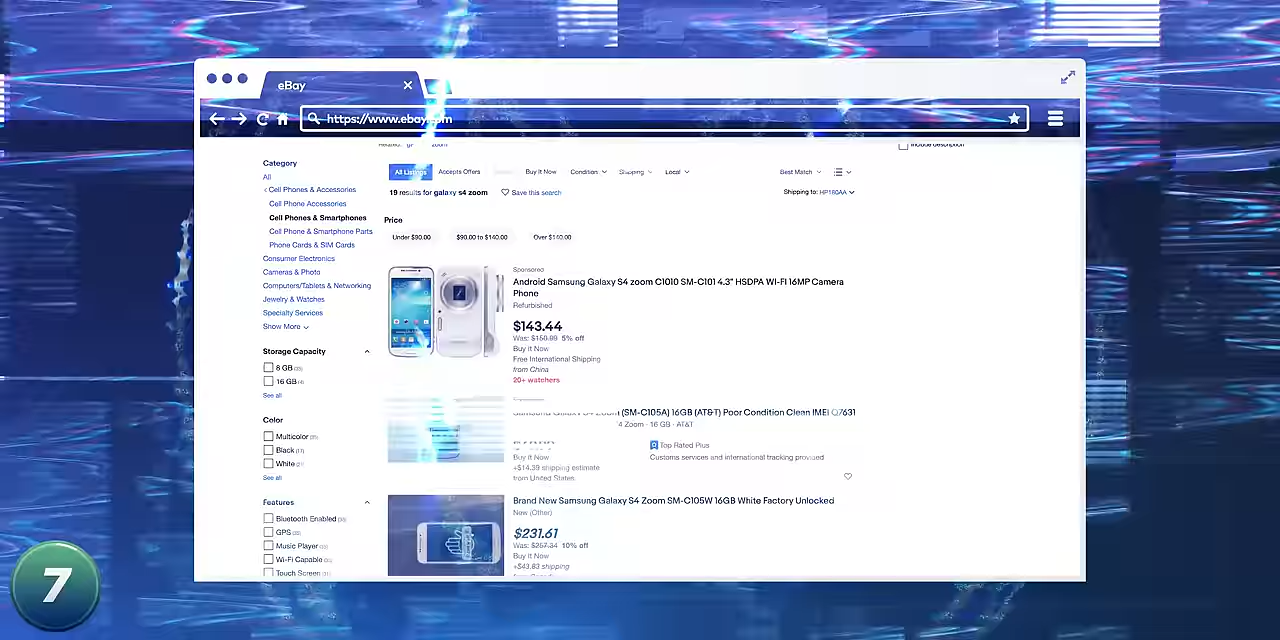 eBay
https://www.ebay.com
Category
All
Cell Phones & Accessories
Cell Phone Accessories
Cell Phones & Smartphones
Cell Phone & Smartphone Parts
Phone Cards & SIM Cards
Consumer Electronics
Cameras & Photo
Computers/Tablets & Networking
Jewelry & Watches
Specialty Services
Show More
Storage Capacity
8 GB
16 GB (4)
See all
Color
Multicolor
Black
White
See all
Features
Bluetooth Enabled
GPS
Music Player
Wi-Fi Capable
Touch Screen
zoom
Include description
All Listings Accepts Offers Buy It Now Condition Shipping Local Best Match
19 results for galaxy s4 zoom Save this search Shipping to: HP180AA
Price
Under $90.00 $90.00 to $140.00 Over $140.00
Sponsored
Android Samsung Galaxy S4 zoom C1010 SM-C101 4.3" HSDPA WI-FI 16MP Camera
Phone
Refurbished
$143.44
Was: $150.99 5% off
Buy It Now
Free International Shipping
from China
20+ watchers
Samsung Galaxy S4 Zoom (SM-C105A) 16GB (AT&T) Poor Condition Clean IMEI Q7631
4 Zoom · 16 GB · AT&T
Top Rated Plus
Buy It Now Customs services and international tracking provided
+$14.39 shipping estimate
from United States
Brand New Samsung Galaxy S4 Zoom SM-C105W 16GB White Factory Unlocked
New (Other)
$231.61
Was: $257.34 10% off
Buy It Now
+$43.83 shipping
7